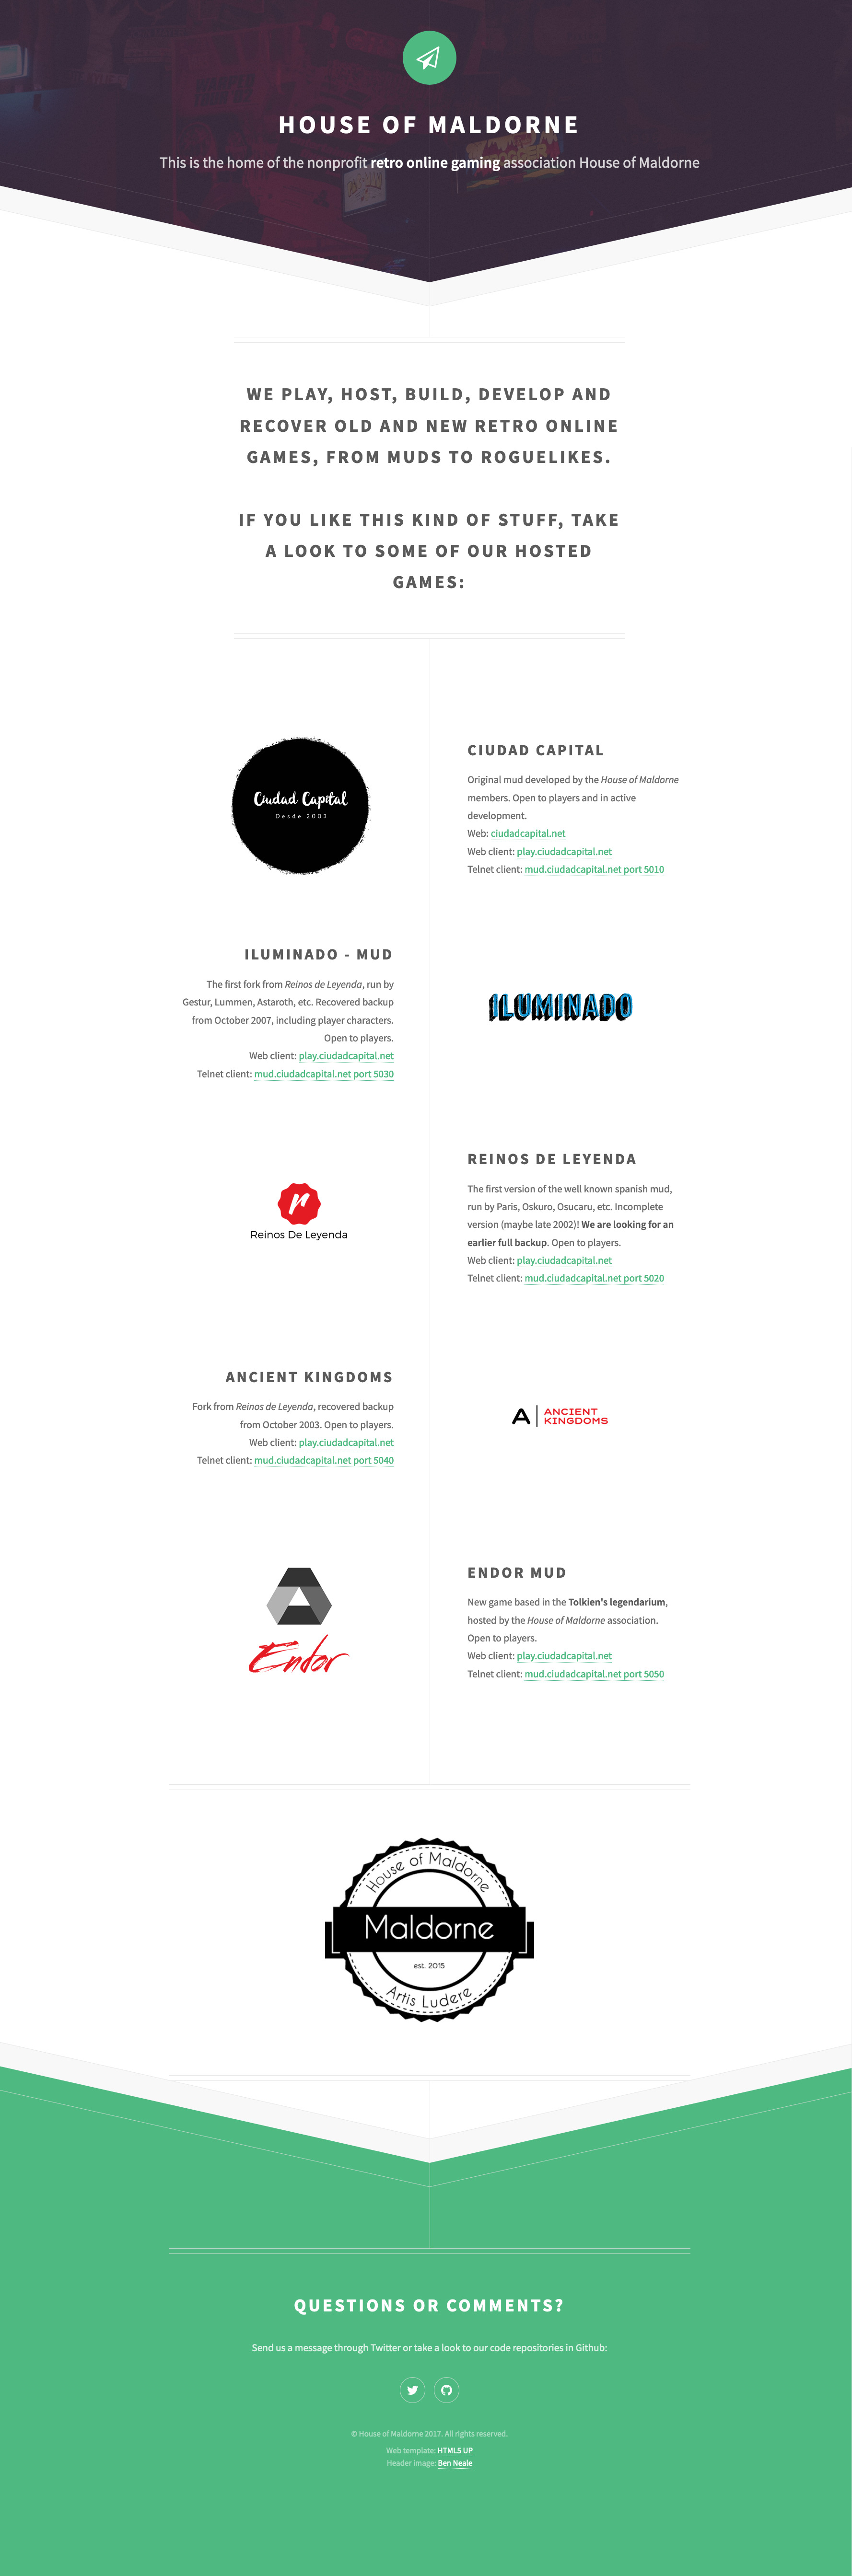 HOUSE OF MALDORNE
This is the home of the nonprofit retro online gaming association House of Maldorne
WE PLAY, HOST, BUILD, DEVELOP AND
RECOVER OLD AND NEW RETRO ONLINE
GAMES, FROM MUDS TO ROGUELIKES.
IF YOU LIKE THIS KIND OF STUFF, TAKE
A LOOK TO SOME OF OUR HOSTED
GAMES:
Ciudad Capital
Desde 2003
CIUDAD CAPITAL
Original mud developed by the House of Maldorne
members. Open to players and in active
development.
Web: ciudadcapital.net
Web client: play.ciudadcapital.net
Telnet client: mud.ciudadcapital.net port 5010
ILUMINADO - MUD
The first fork from Reinos de Leyenda, run by
Gestur, Lummen, Astaroth, etc. Recovered backup
from October 2007, including player characters.
Open to players.
Web client: play.ciudadcapital.net
Telnet client: mud.ciudadcapital.net port 5030
ILUMINADO
r
Reinos De Leyenda
REINOS DE LEYENDA
The first version of the well known spanish mud,
run by Paris, Oskuro, Osucaru, etc. Incomplete
version (maybe late 2002)! We are looking for an
earlier full backup. Open to players.
Web client: play.ciudadcapital.net
Telnet client: mud.ciudadcapital.net port 5020
ANCIENT KINGDOMS
Fork from Reinos de Leyenda, recovered backup
from October 2003. Open to players.
Web client: play.ciudadcapital.net
Telnet client: mud.ciudadcapital.net port 5040
A | ANCIENT
KINGDOMS
Endor
ENDOR MUD
New game based in the Tolkien's legendarium,
hosted by the House of Maldorne association.
Open to players.
Web client: play.ciudadcapital.net
Telnet client: mud.ciudadcapital.net port 5050
House of Maldorne
Maldorne
est. 2015
Artis Ludere
QUESTIONS OR COMMENTS?
Send us a message through Twitter or take a look to our code repositories in Github:
© House of Maldorne 2017. All rights reserved.
Web template: HTML5 UP
Header image: Ben Neale